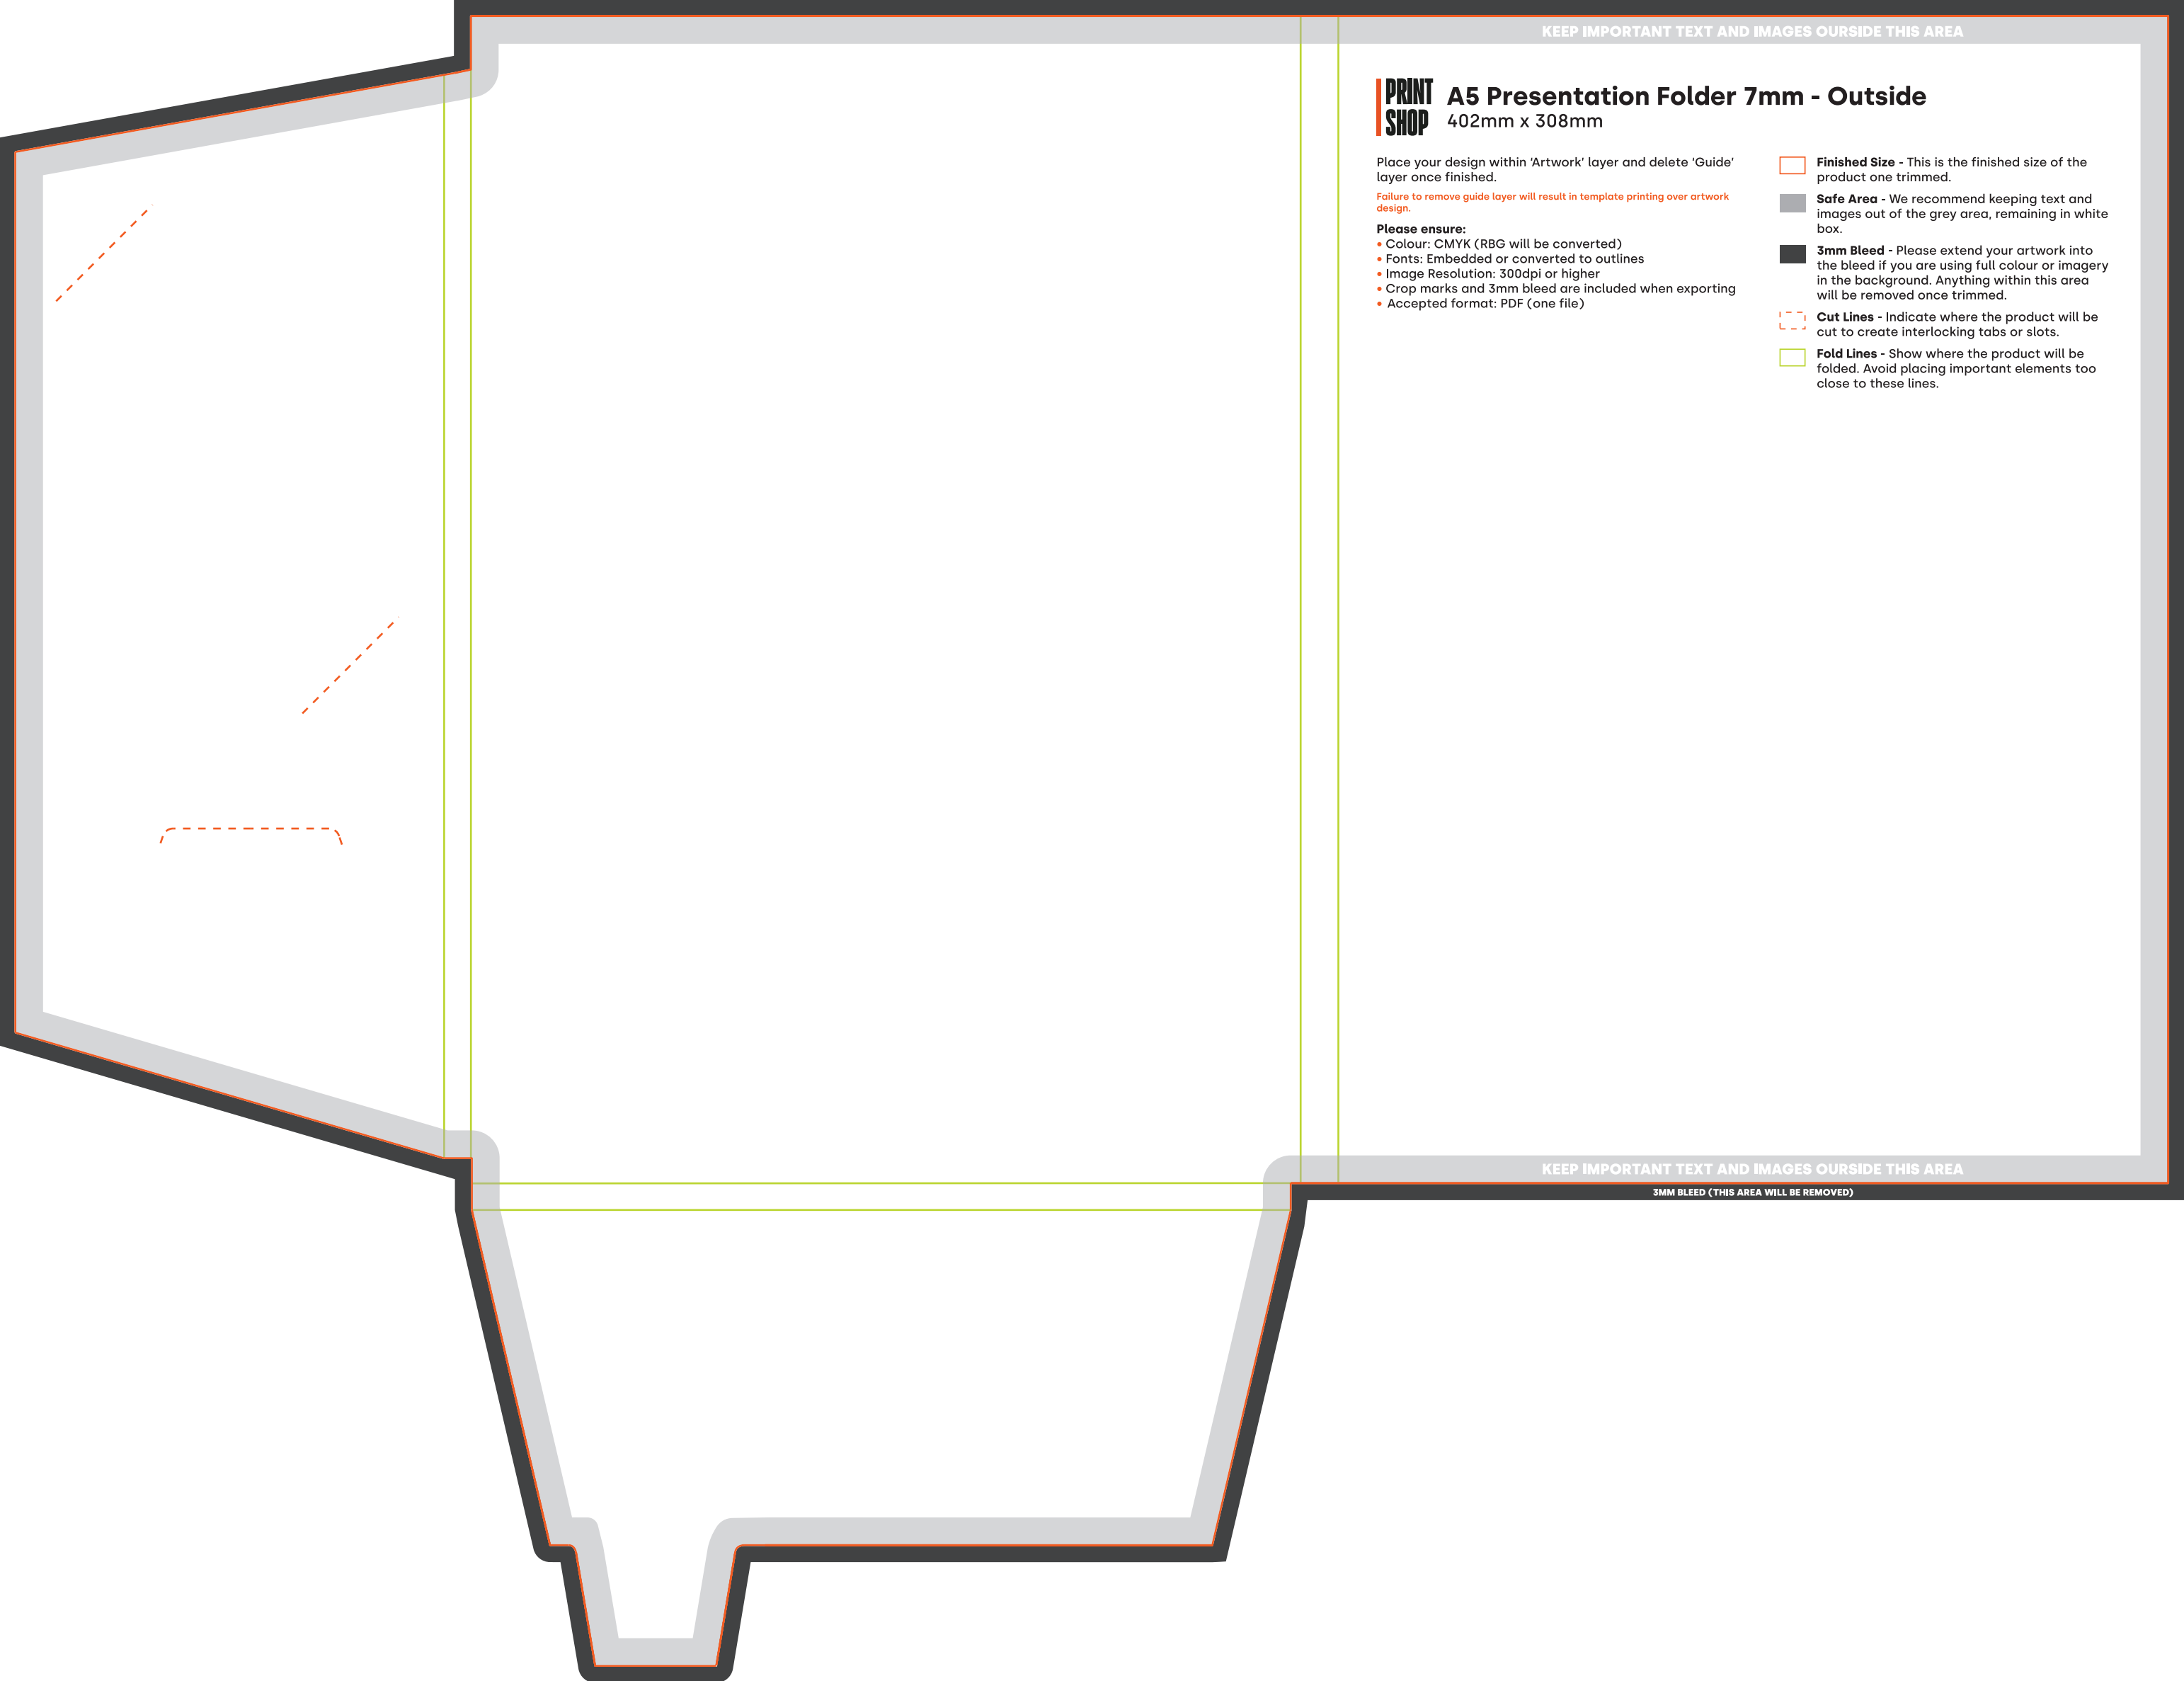 KEEP IMPORTANT TEXT AND IMAGES OURSIDE THIS AREA
PRINT
SHOP
A5 Presentation Folder 7mm - Outside
402mm x 308mm
Place your design within ‘Artwork’ layer and delete ‘Guide’
layer once finished.
Failure to remove guide layer will result in template printing over artwork
design.
Please ensure:
• Colour: CMYK (RBG will be converted)
• Fonts: Embedded or converted to outlines
• Image Resolution: 300dpi or higher
• Crop marks and 3mm bleed are included when exporting
• Accepted format: PDF (one file)
Finished Size - This is the finished size of the
product one trimmed.
Safe Area - We recommend keeping text and
images out of the grey area, remaining in white
box.
3mm Bleed - Please extend your artwork into
the bleed if you are using full colour or imagery
in the background. Anything within this area
will be removed once trimmed.
Cut Lines - Indicate where the product will be
cut to create interlocking tabs or slots.
Fold Lines - Show where the product will be
folded. Avoid placing important elements too
close to these lines.
KEEP IMPORTANT TEXT AND IMAGES OURSIDE THIS AREA
3MM BLEED (THIS AREA WILL BE REMOVED)